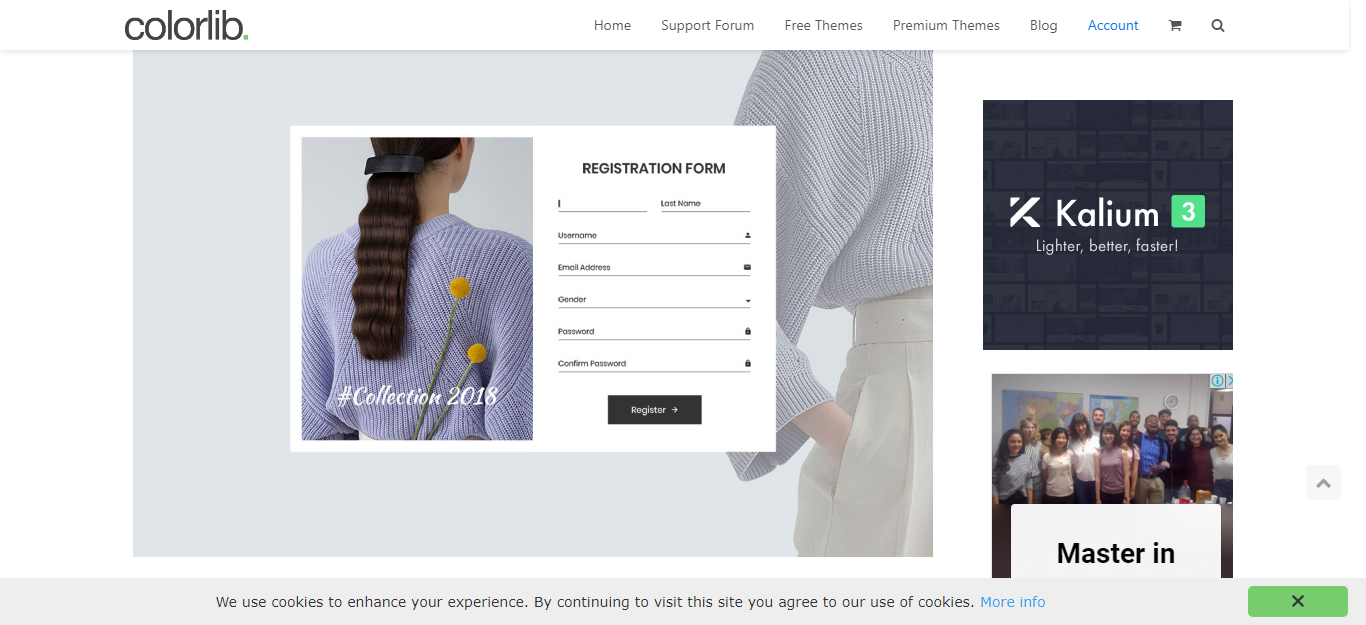 colorlib.
Home Support Forum Free Themes Premium Themes Blog Account
REGISTRATION FORM
Last Name
Username
Email Address
Gender
Password
Confirm Password
Register →
#Collection 2018
Kalium 3
Lighter, better, faster!
Master in
We use cookies to enhance your experience. By continuing to visit this site you agree to our use of cookies. More info